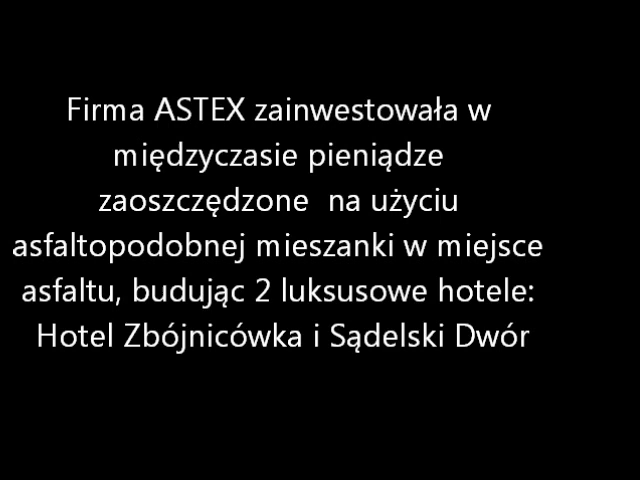 Firma ASTEX zainwestowała w
międzyczasie pieniądze
zaoszczędzone  na użyciu
asfaltopodobnej mieszanki w miejsce
asfaltu, budując 2 luksusowe hotele:
Hotel Zbójnicówka i Sądelski Dwór